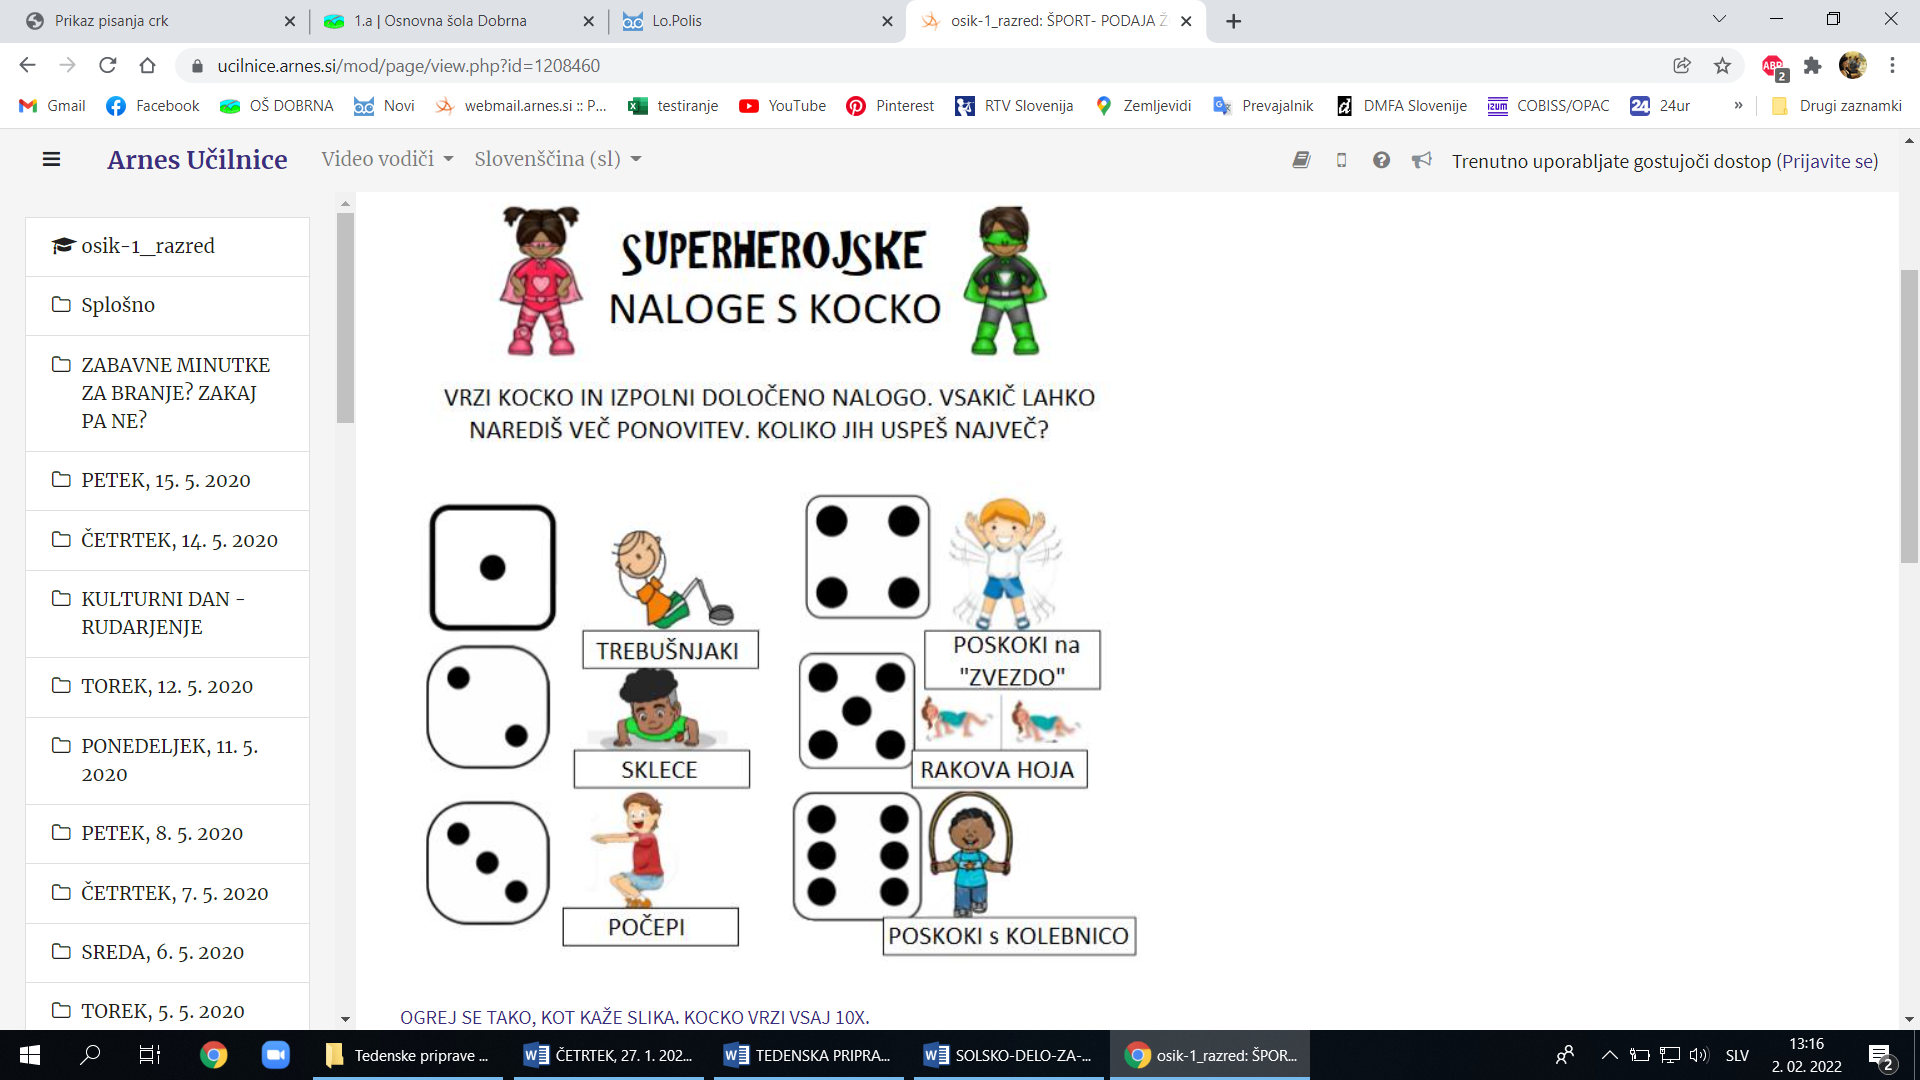 Prikaz pisanja crk
1.a | Osnovna šola Dobrna
Lo.Polis
osik-1_razred: ŠPORT- PODAJA Ž
ucilnice.arnes.si/mod/page/view.php?id=1208460
ABP
2
Gmail
Facebook
OŠ DOBRNA
Novi
webmail.arnes.si :: P...
testiranje
YouTube
Pinterest
RTV Slovenija
Zemljevidi
Prevajalnik
DMFA Slovenije
COBISS/OPAC
24ur
»
Drugi zaznamki
Arnes Učilnice
Video vodiči
Slovenščina (sl)
Trenutno uporabljate gostujoči dostop (Prijavite se)
osik-1_razred
Splošno
ZABAVNE MINUTKE
ZA BRANJE? ZAKAJ
PA NE?
PETEK, 15. 5. 2020
ČETRTEK, 14. 5. 2020
KULTURNI DAN -
RUDARJENJE
TOREK, 12. 5. 2020
PONEDELJEK, 11. 5.
2020
PETEK, 8. 5. 2020
ČETRTEK, 7. 5. 2020
SREDA, 6. 5. 2020
TOREK, 5. 5. 2020
SUPERHEROJSKE
NALOGE S KOCKO
VRZI KOCKO IN IZPOLNI DOLOČENO NALOGO. VSAKIČ LAHKO
NAREDIŠ VEČ PONOVITEV. KOLIKO JIH USPEŠ NAJVEČ?
TREBUŠNJAKI
POSKOKI na
"ZVEZDO"
SKLECE
RAKOVA HOJA
POČEPI
POSKOKI s KOLEBNICO
OGREJ SE TAKO, KOT KAŽE SLIKA. KOCKO VRZI VSAJ 10X.
Tedenske priprave ...
ČETRTEK, 27. 1. 202...
TEDENSKA PRIPRA...
SOLSKO-DELO-ZA-...
osik-1_razred: ŠPOR...
SLV
13:16
2. 02. 2022
2